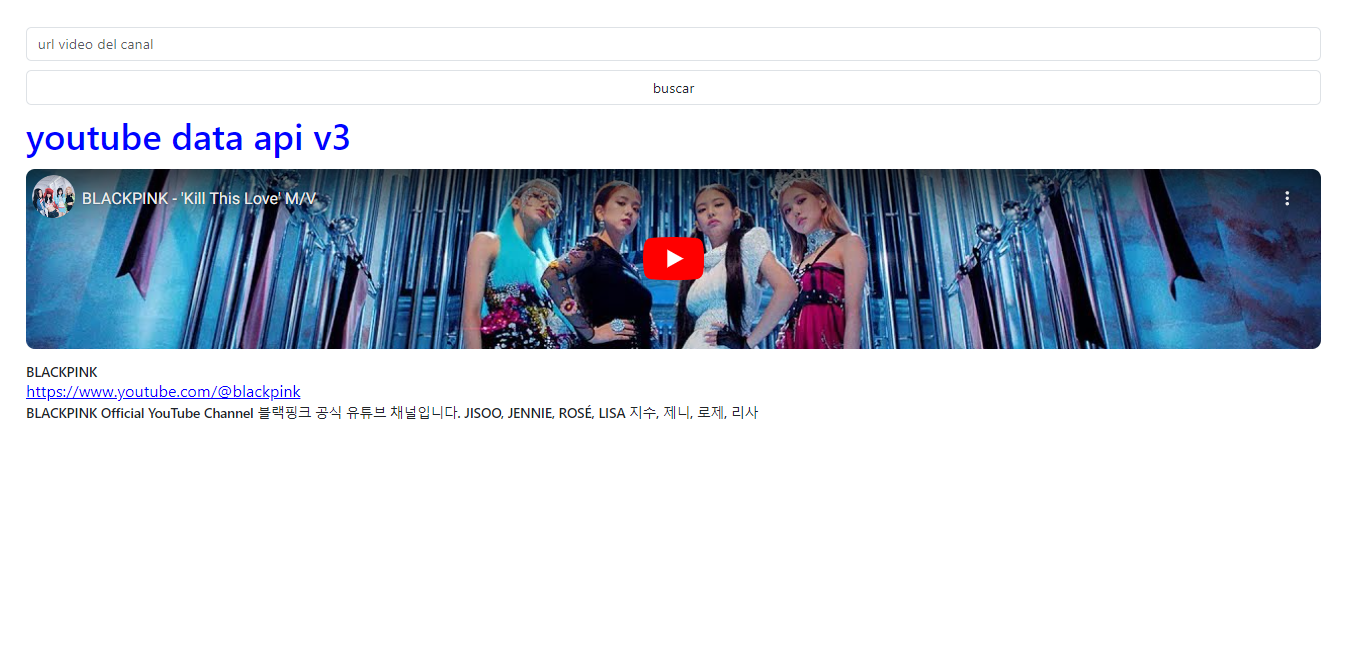 url video del canal
buscar
youtube data api v3
BLACKPINK - 'Kill This Love' M/V
BLACKPINK
https://www.youtube.com/@blackpink
BLACKPINK Official YouTube Channel 블랙핑크 공식 유튜브 채널입니다. JISOO, JENNIE, ROSÉ, LISA 지수, 제니, 로제, 리사